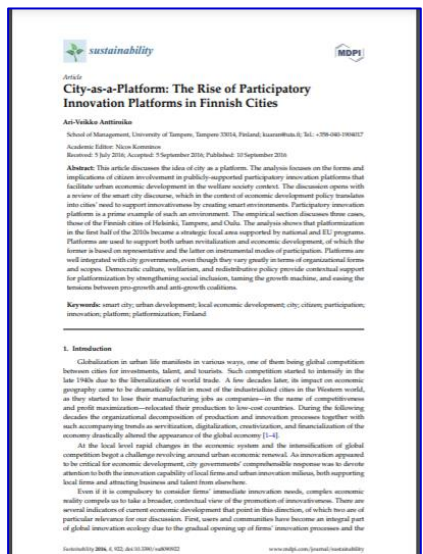 sustainability
MDPI
Article
City-as-a-Platform: The Rise of Participatory
Innovation Platforms in Finnish Cities
Ari-Veikko Anttiroiko
School of Management, University of Tampere, Tampere 33014, Finland; kuaran@uta.fi; Tel.:
Academic Editor: Nicos Komninos
Received: 5 July 2016; Accepted: 5 September 2016; Published: 10 September 2016
Abstract: This article discusses the idea of city as a platform. The analysis focuses on the forms and
implications of citizen involvement in publicly-supported participatory innovation platforms that
facilitate urban economic development in the welfare society context. The discussion opens with
a review of the smart city discourse, which in the context of economic development policy translates
into cities' need to support innovativeness by creating smart environments. Participatory innovation
platform is a prime example of such an environment. The empirical section discusses three cases,
those of the Finnish cities of Helsinki, Tampere, and Oulu. The analysis shows that platformization
in the first half of the 2010s became a strategic focal area supported by national and EU programs.
Platforms are used to support both urban revitalization and economic development, of which the
former is based on representative and the latter on instrumental modes of participation. Platforms are
well integrated with city governments, even though they vary greatly in terms of organizational forms
and scopes. Democratic culture, welfarism, and redistributive policy provide contextual support
for platformization by strengthening social inclusion, taming the growth machine, and easing the
tensions between pro-growth and anti-growth coalitions.
Keywords: smart city; urban development; local economic development; city; citizen; participation;
innovation; platform; platformization; Finland
1. Introduction
Globalization in urban life manifests in various ways, one of them being global competition
between cities for investments, talent, and tourists. Such competition started to intensify in the
late 1940s due to the liberalization of world trade. A few decades later, its impact on economic
geography came to be dramatically felt in most of the industrialized cities in the Western world,
as they started to lose their manufacturing jobs as companies—in the name of competitiveness
and profit maximization—relocated their production to low-cost countries. During the following
decades the organizational decomposition of production and innovation processes together with
such accompanying trends as servitization, digitalization, creativization, and financialization of the
economy drastically altered the appearance of the global economy [1–4].
At the local level rapid changes in the economic system and the intensification of global
competition begot a challenge revolving around urban economic renewal. As innovation appeared
to be critical for economic development, city governments' comprehensible response was to devote
attention to both the innovation capability of local firms and urban innovation milieus, both supporting
local firms and attracting business and talent from elsewhere.
Even if it is compulsory to consider firms' immediate innovation needs, complex economic
reality compels us to take a broader, contextual view of the promotion of innovativeness. There are
several indicators of current economic development that point in this direction, of which two are of
particular relevance for our discussion. First, users and communities have become an integral part
of global innovation ecology due to the gradual opening up of firms' innovation processes and the
Sustainability 2016, 8, 922; doi:10.3390/su8090922
www.mdpi.com/journal/sustainability